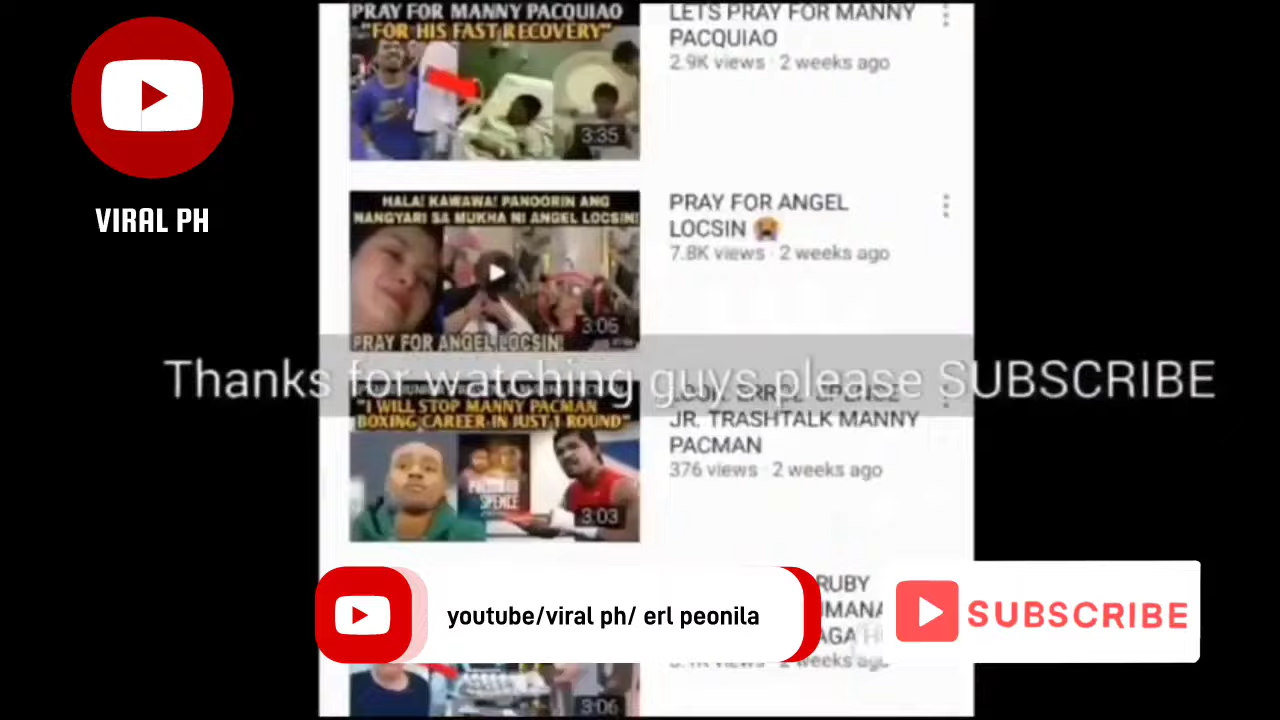 PRAY FOR MANNY PACQUIAO
"FOR HIS FAST RECOVERY"
3:35
LETS PRAY FOR MANNY
PACQUIAO
2.9K views · 2 weeks ago
VIRAL PH
HALA! KAWAWA! PANOORIN ANG
NANGYARI SA MUKHA NI ANGEL LOCSIN!
3:05
PRAY FOR ANGEL LOCSIN!
PRAY FOR ANGEL
LOCSIN 😭
7.8K views · 2 weeks ago
Thanks for watching guys please SUBSCRIBE
"I WILL STOP MANNY PACMAN
BOXING CAREER IN JUST 1 ROUND"
PACQUIAO
SPENCE
3:03
LOOK: ERROL SPENCE
JR. TRASHTALK MANNY
PACMAN
376 views · 2 weeks ago
RUBY
youtube/viral ph/ erl peonila
SUBSCRIBE
2 weeks ago
3:06